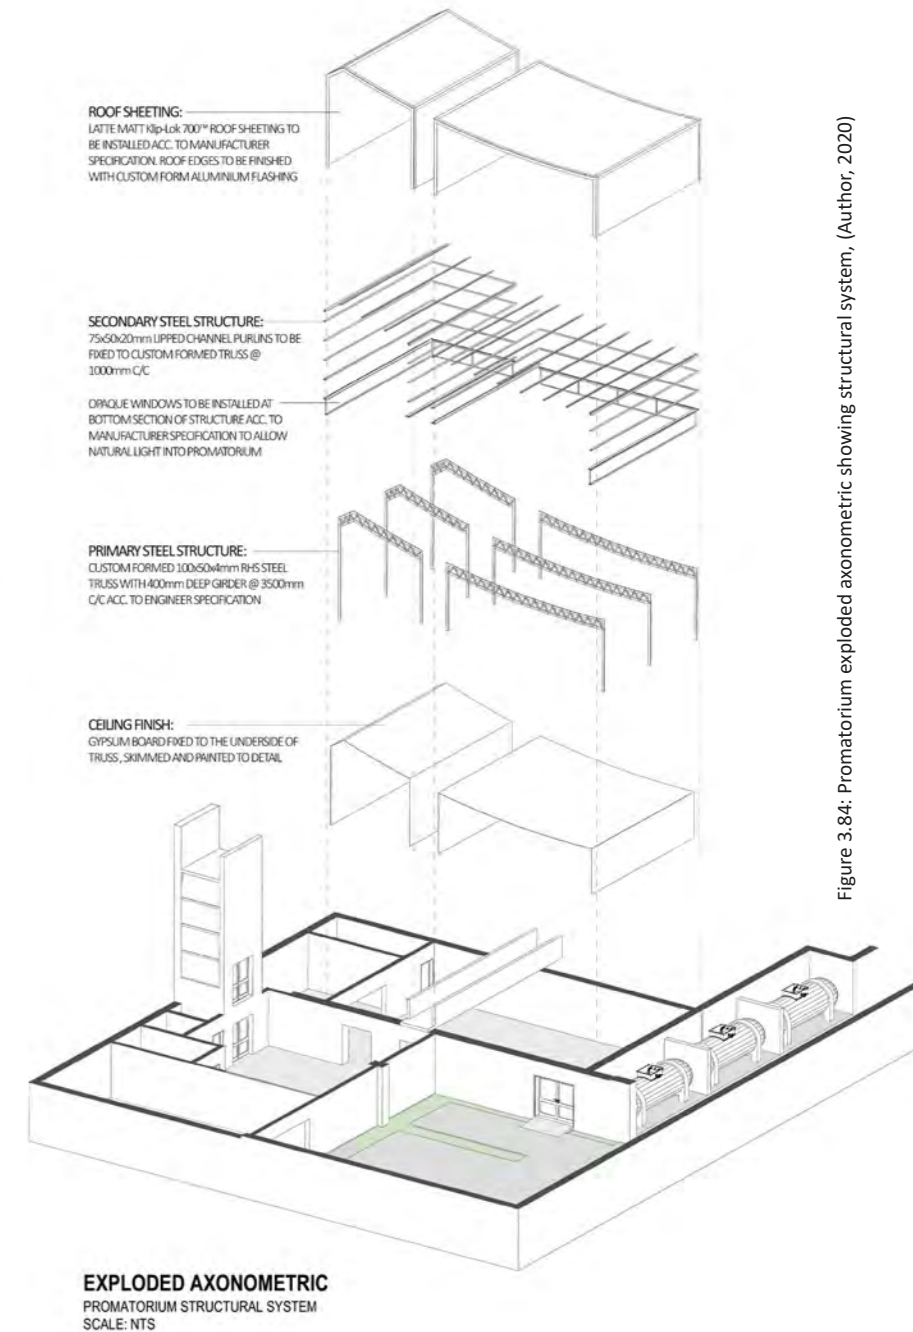 ROOF SHEETING:
LATTE MATT Klip-Lok 700™ ROOF SHEETING TO
BE INSTALLED ACC. TO MANUFACTURER
SPECIFICATION. ROOF EDGES TO BE FINISHED
WITH CUSTOM FORM ALUMINIUM FLASHING
SECONDARY STEEL STRUCTURE:
75x50x20mm LIPPED CHANNEL PURLINS TO BE
FIXED TO CUSTOM FORMED TRUSS @
1000mm C/C
OPAQUE WINDOWS TO BE INSTALLED AT
BOTTOM SECTION OF STRUCTURE ACC. TO
MANUFACTURER SPECIFICATION TO ALLOW
NATURAL LIGHT INTO PROMATORIUM
PRIMARY STEEL STRUCTURE:
CUSTOM FORMED 100x50x4mm RHS STEEL
TRUSS WITH 400mm DEEP GIRDER @ 3500mm
C/C ACC. TO ENGINEER SPECIFICATION
CEILING FINISH:
GYPSUM BOARD FIXED TO THE UNDERSIDE OF
TRUSS, SKIMMED AND PAINTED TO DETAIL
EXPLODED AXONOMETRIC
PROMATORIUM STRUCTURAL SYSTEM
SCALE: NTS
Figure 3.84: Promatorium exploded axonometric showing structural system, (Author, 2020)